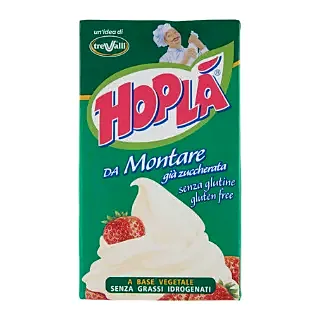 un'idea di
treValli
HOPLÀ
DA Montare
già zuccherata
senza glutine
gluten free
A BASE VEGETALE
SENZA GRASSI IDROGENATI